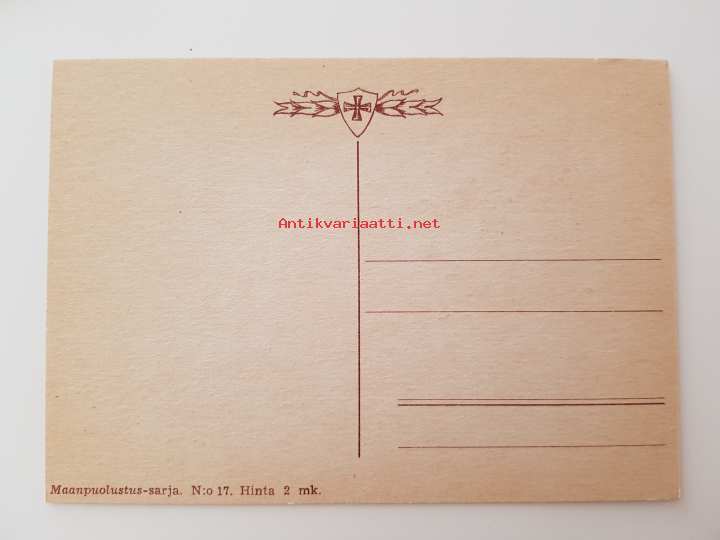 Antikvariaatti.net
Maanpuolustus-sarja. N:o 17. Hinta 2 mk.